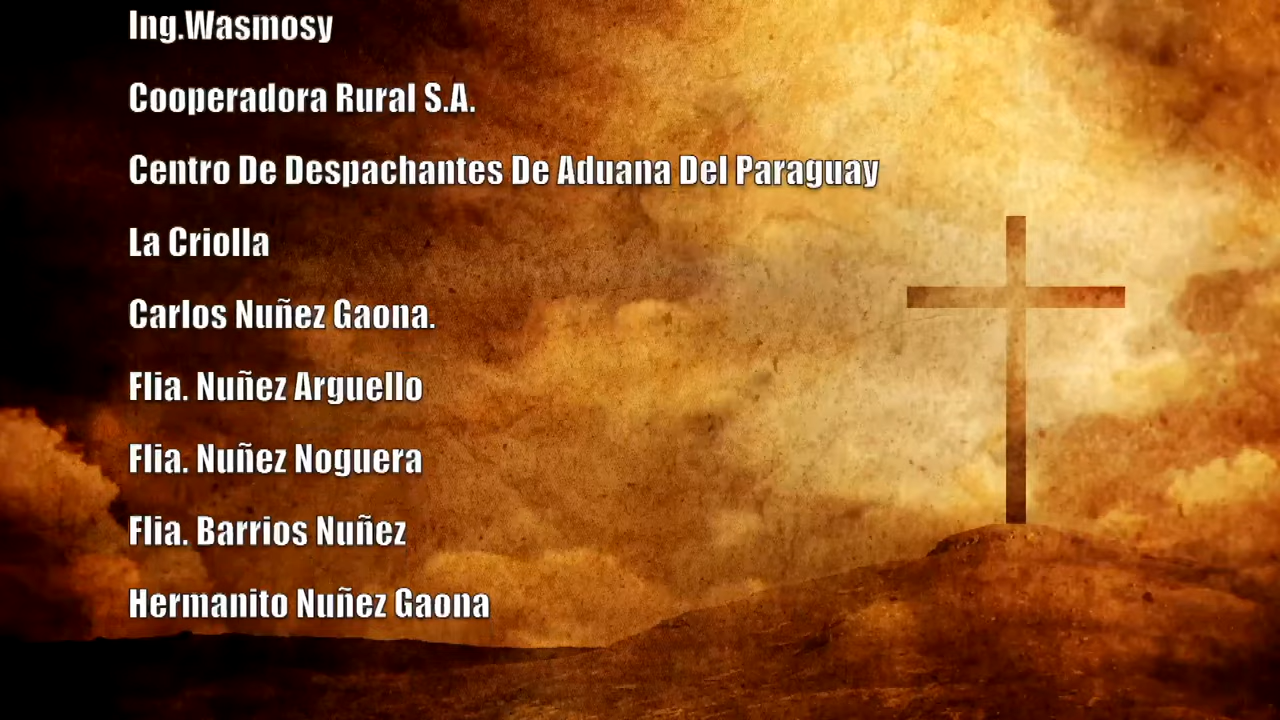 Ing.Wasmosy
Cooperadora Rural S.A.
Centro De Despachantes De Aduana Del Paraguay
La Criolla
Carlos Nuñez Gaona.
Flia. Nuñez Arguello
Flia. Nuñez Noguera
Flia. Barrios Nuñez
Hermanito Nuñez Gaona